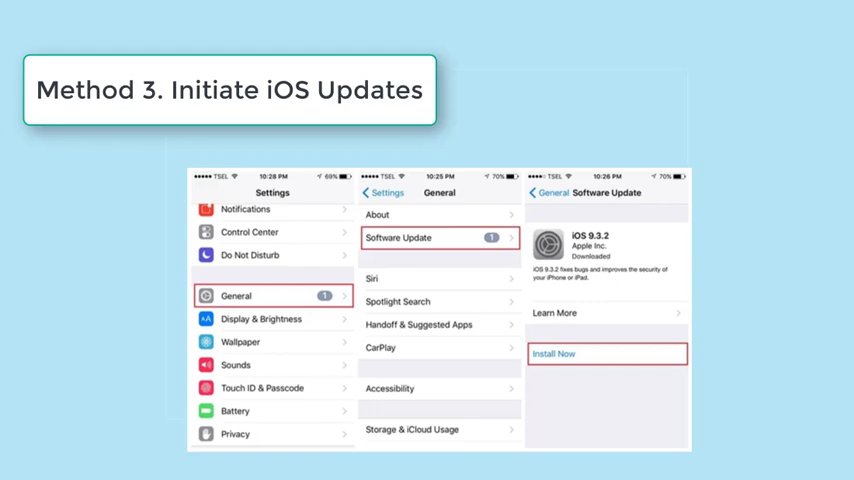 Method 3. Initiate iOS Updates
TSEL 10:28 PM 69%
Settings
Notifications
Control Center
Do Not Disturb
General 1
Display & Brightness
Wallpaper
Sounds
Touch ID & Passcode
Battery
Privacy
TSEL 10:25 PM 70%
Settings General
About
Software Update 1
Siri
Spotlight Search
Handoff & Suggested Apps
CarPlay
Accessibility
Storage & iCloud Usage
TSEL 10:26 PM 70%
General Software Update
iOS 9.3.2
Apple Inc.
Downloaded
iOS 9.3.2 fixes bugs and improves the security of
your iPhone or iPad.
Learn More
Install Now